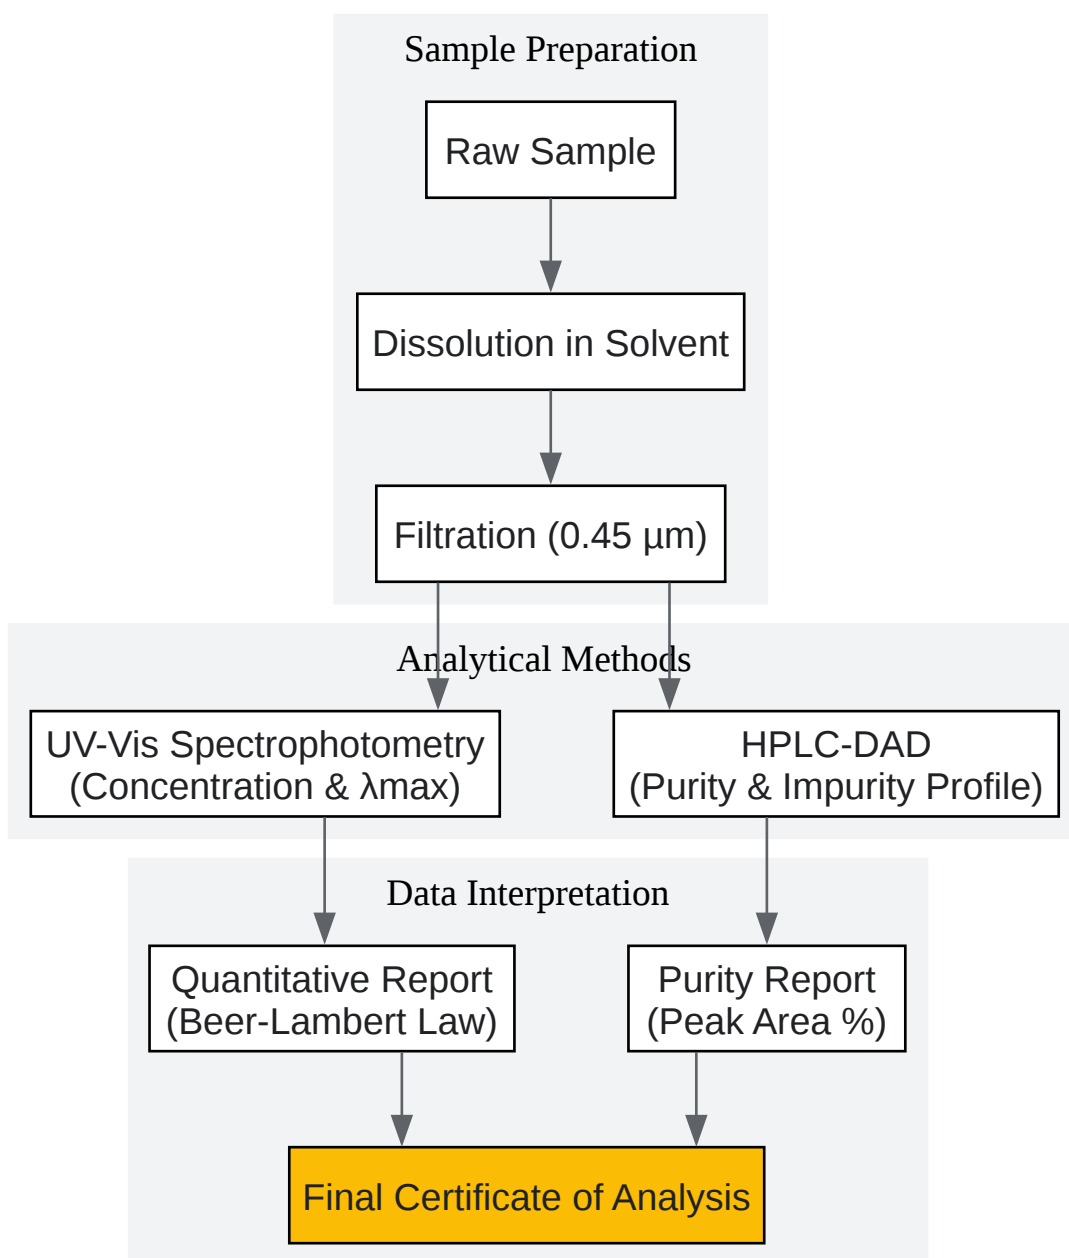 Sample Preparation
Raw Sample
Dissolution in Solvent
Filtration (0.45 µm)
Analytical Methods
UV-Vis Spectrophotometry
(Concentration & λmax)
HPLC-DAD
(Purity & Impurity Profile)
Data Interpretation
Quantitative Report
(Beer-Lambert Law)
Purity Report
(Peak Area %)
Final Certificate of Analysis